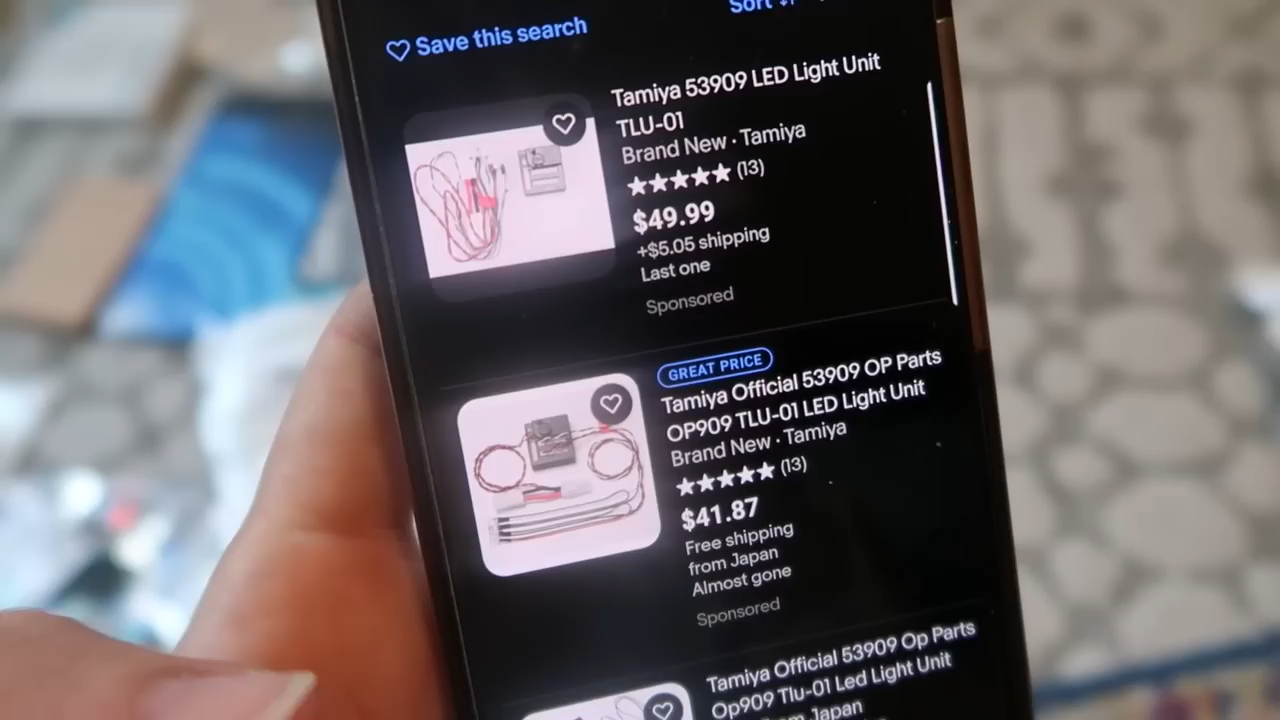 Sort
Save this search
Tamiya 53909 LED Light Unit
TLU-01
Brand New · Tamiya
(13)
$49.99
+$5.05 shipping
Last one
Sponsored
GREAT PRICE
Tamiya Official 53909 OP Parts
OP909 TLU-01 LED Light Unit
Brand New · Tamiya
(13)
$41.87
Free shipping
from Japan
Almost gone
Sponsored
Tamiya Official 53909 Op Parts
Op909 Tlu-01 Led Light Unit
from Japan